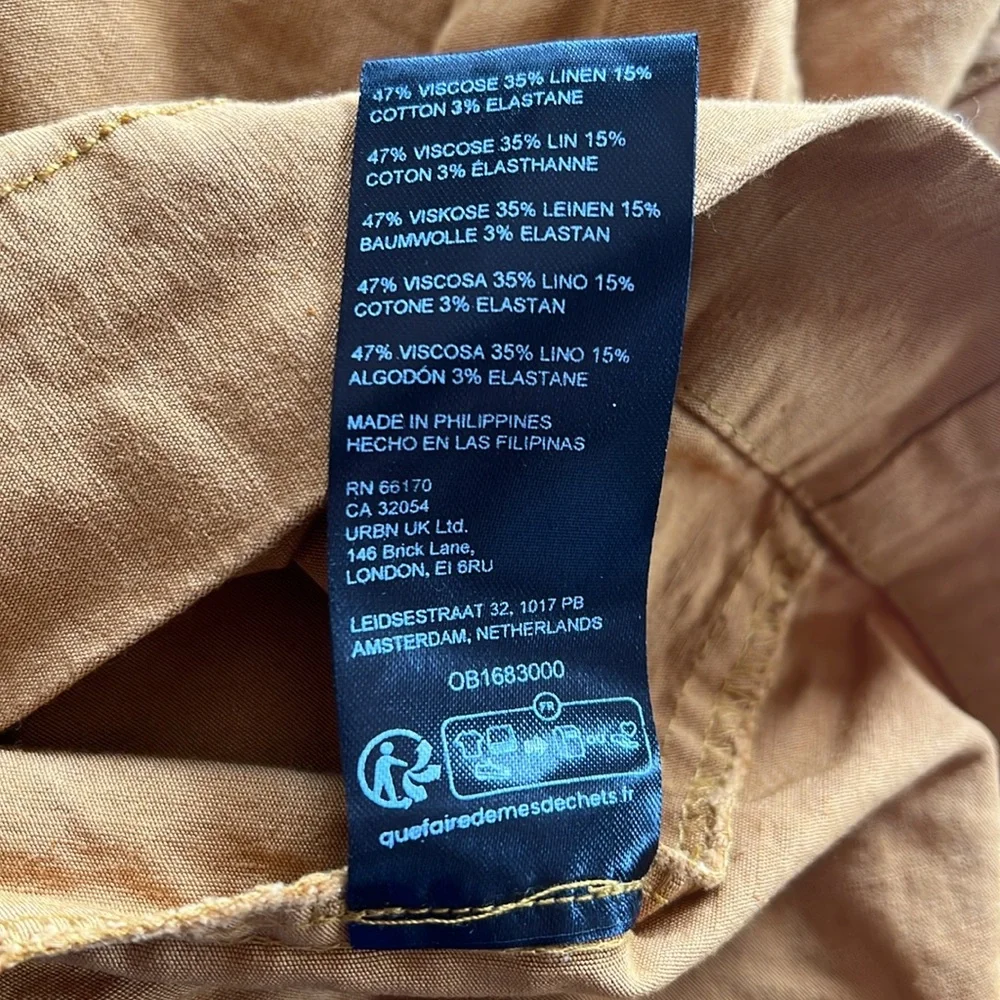 47% VISCOSE 35% LINEN 15%
COTTON 3% ELASTANE
47% VISCOSE 35% LIN 15%
COTON 3% ÉLASTHANNE
47% VISKOSE 35% LEINEN 15%
BAUMWOLLE 3% ELASTAN
47% VISCOSA 35% LINO 15%
COTONE 3% ELASTAN
47% VISCOSA 35% LINO 15%
ALGODÓN 3% ELASTANE
MADE IN PHILIPPINES
HECHO EN LAS FILIPINAS
RN 66170
CA 32054
URBN UK Ltd.
146 Brick Lane,
LONDON, EI 6RU
LEIDSESTRAAT 32, 1017 PB
AMSTERDAM, NETHERLANDS
OB1683000
FR
quefairedemesdechets.fr